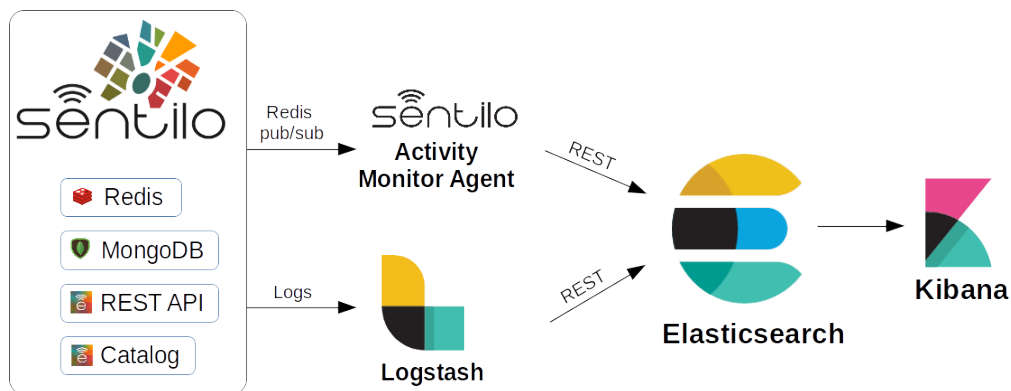 sentilo
Redis
MongoDB
REST API
Catalog
Redis
pub/sub
Logs
sentilo
Activity
Monitor Agent
Logstash
REST
REST
Elasticsearch
Kibana